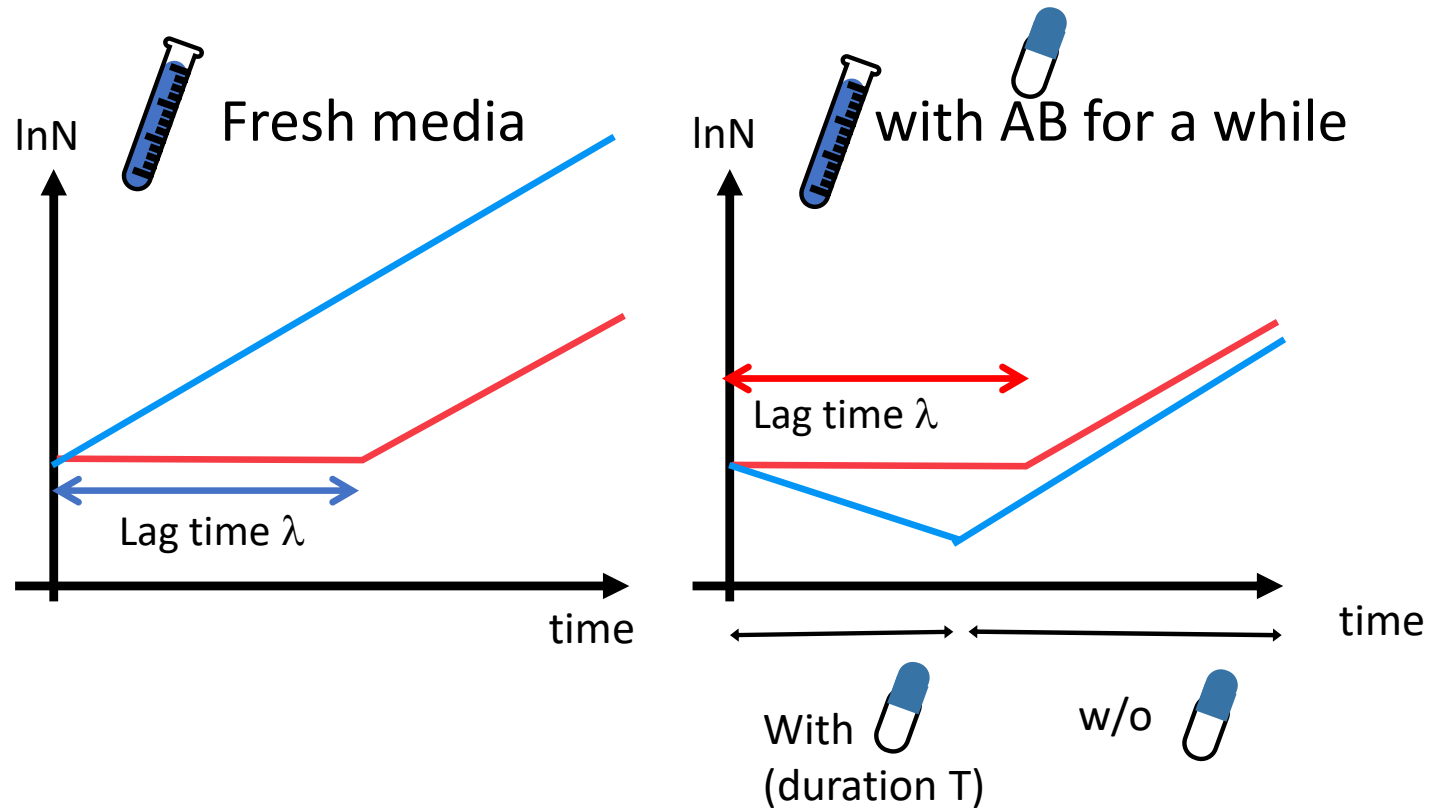 Fresh media
lnN
Lag time λ
time
with AB for a while
lnN
Lag time λ
time
With
(duration T)
w/o